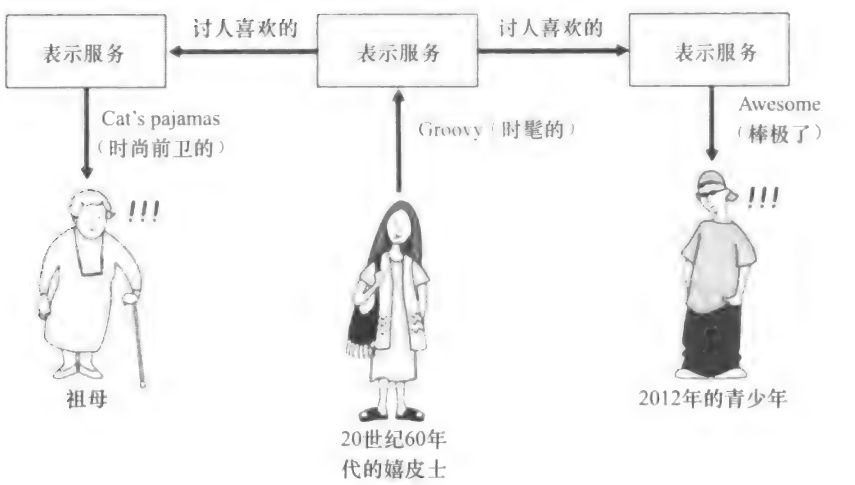 讨人喜欢的
讨人喜欢的
表示服务
表示服务
表示服务
Cat's pajamas
（时尚前卫的）
Groovy（时髦的）
Awesome
（棒极了）
!!!
!!!
祖母
20世纪60年
代的嬉皮士
2012年的青少年